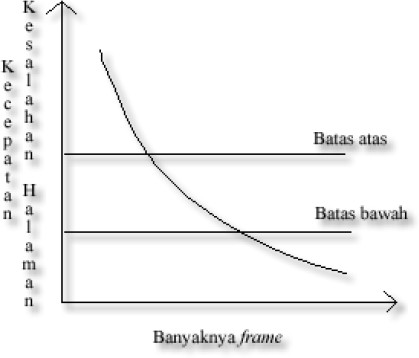 Kecepatan
Kesalahan Halaman
Batas atas
Batas bawah
Banyaknya frame